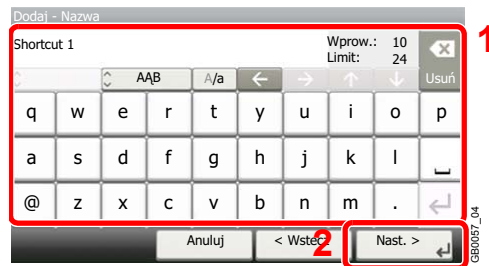 Dodaj - Nazwa
Shortcut 1 Wprow.: 10
Limit: 24
1
AĄB A/a ← → ↑ ↓ Usuń
q w e r t y u i o p
a s d f g h j k l
@ z x c v b n m .
2
Anuluj < Wstecz Nast. >
GB0057_04